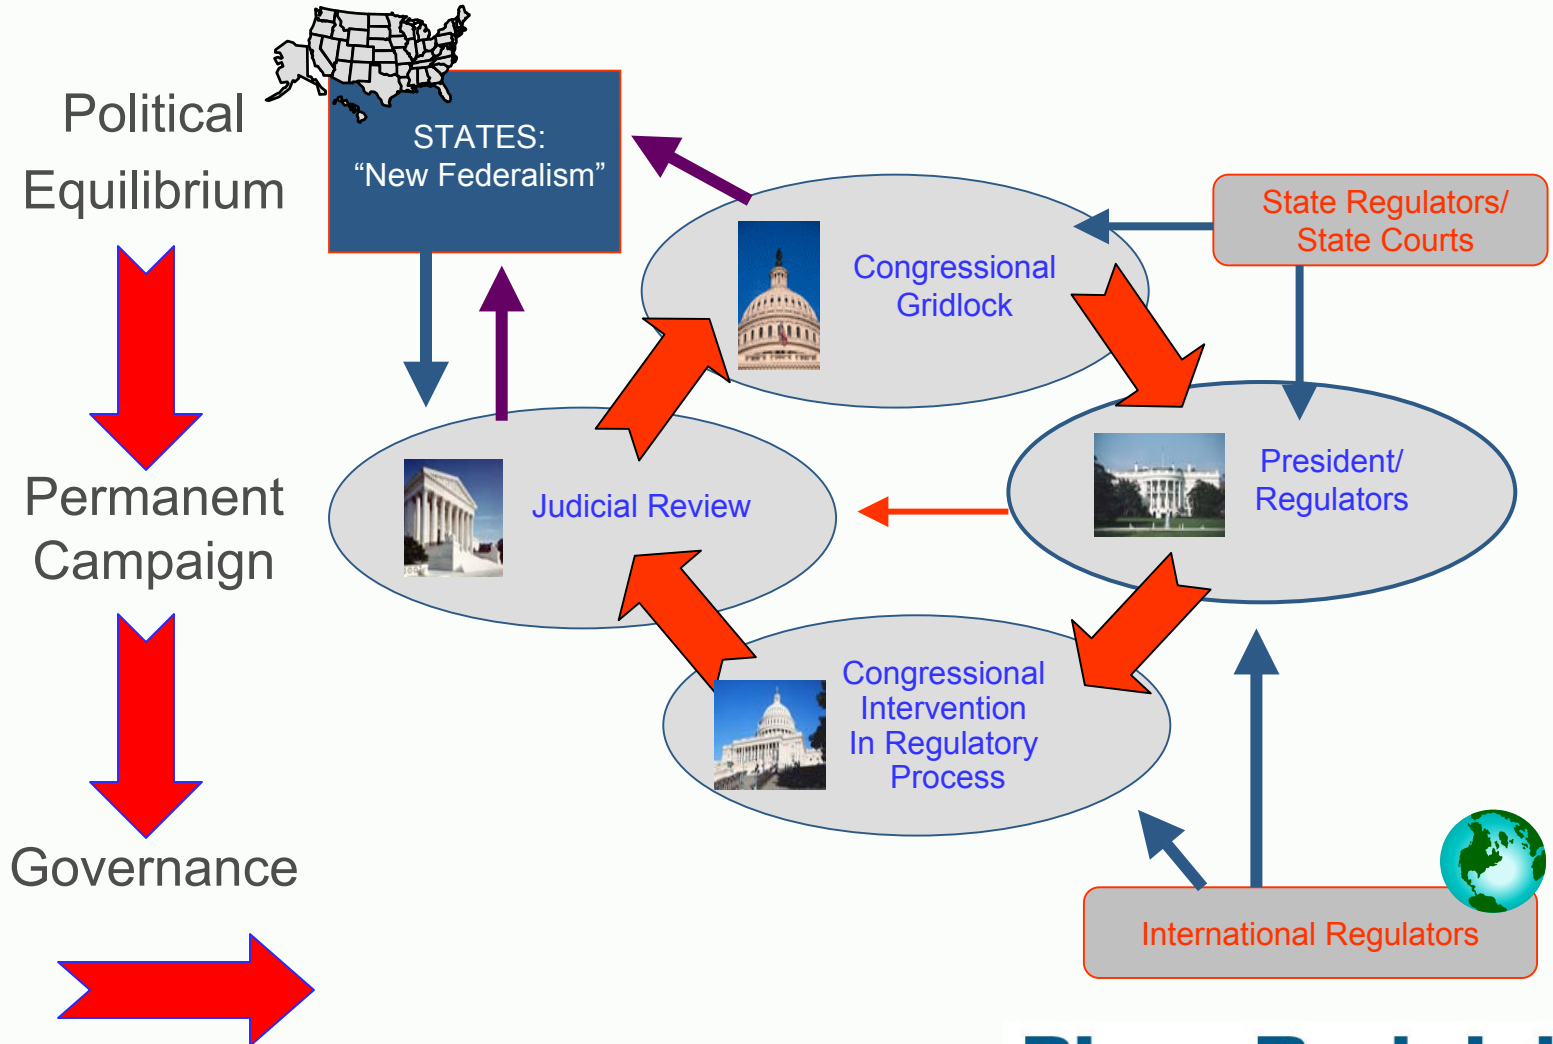 Political
Equilibrium
Permanent
Campaign
Governance
STATES:
“New Federalism”
Congressional
Gridlock
State Regulators/
State Courts
President/
Regulators
Judicial Review
Congressional
Intervention
In Regulatory
Process
International Regulators